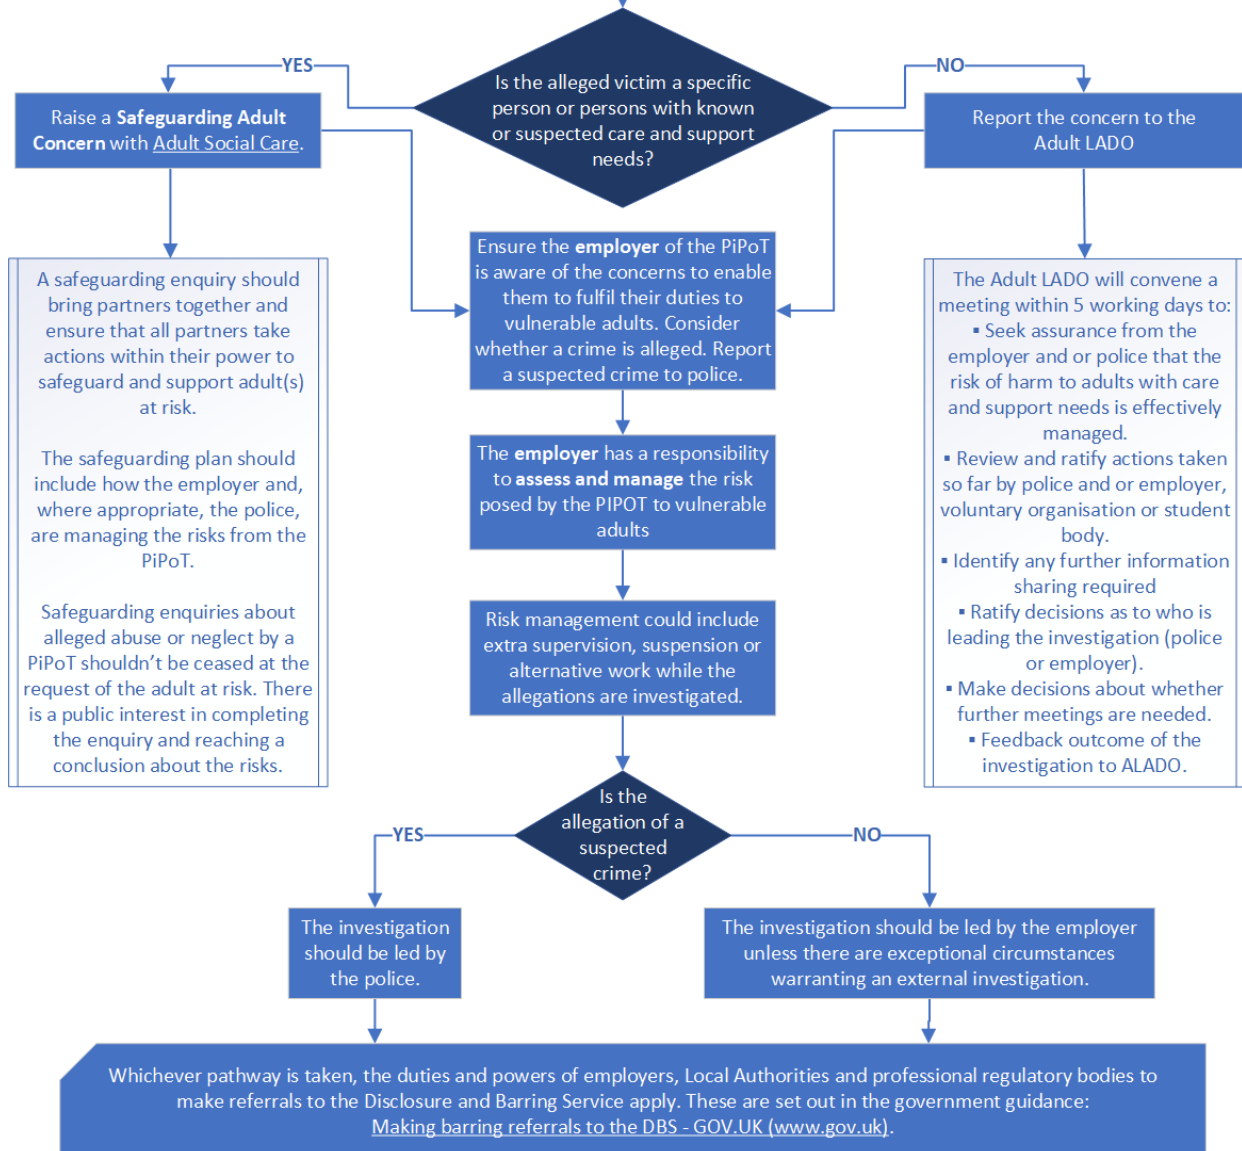 Is the alleged victim a specific
person or persons with known
or suspected care and support
needs?
YES
NO
Raise a Safeguarding Adult
Concern with Adult Social Care.
Report the concern to the
Adult LADO
A safeguarding enquiry should
bring partners together and
ensure that all partners take
actions within their power to
safeguard and support adult(s)
at risk.
The safeguarding plan should
include how the employer and,
where appropriate, the police,
are managing the risks from the
PiPoT.
Safeguarding enquiries about
alleged abuse or neglect by a
PiPoT shouldn’t be ceased at the
request of the adult at risk. There
is a public interest in completing
the enquiry and reaching a
conclusion about the risks.
Ensure the employer of the PiPoT
is aware of the concerns to enable
them to fulfil their duties to
vulnerable adults. Consider
whether a crime is alleged. Report
a suspected crime to police.
The employer has a responsibility
to assess and manage the risk
posed by the PIPOT to vulnerable
adults
Risk management could include
extra supervision, suspension or
alternative work while the
allegations are investigated.
The Adult LADO will convene a
meeting within 5 working days to:
▪ Seek assurance from the
employer and or police that the
risk of harm to adults with care
and support needs is effectively
managed.
▪ Review and ratify actions taken
so far by police and or employer,
voluntary organisation or student
body.
▪ Identify any further information
sharing required
▪ Ratify decisions as to who is
leading the investigation (police
or employer).
▪ Make decisions about whether
further meetings are needed.
▪ Feedback outcome of the
investigation to ALADO.
Is the
allegation of a
suspected
crime?
YES
NO
The investigation
should be led by
the police.
The investigation should be led by the employer
unless there are exceptional circumstances
warranting an external investigation.
Whichever pathway is taken, the duties and powers of employers, Local Authorities and professional regulatory bodies to
make referrals to the Disclosure and Barring Service apply. These are set out in the government guidance:
Making barring referrals to the DBS - GOV.UK (www.gov.uk).